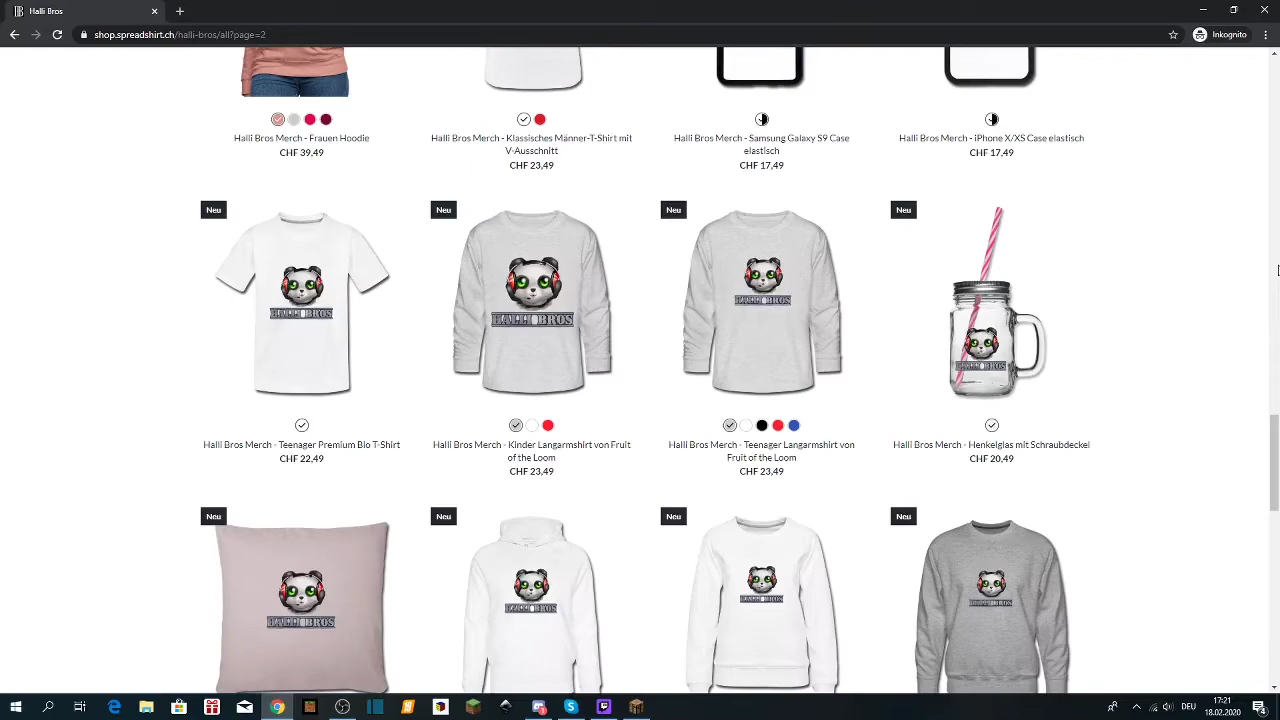 Halli Bros
shop.spreadshirt.ch/halli-bros/all?page=2
Inkognito
Halli Bros Merch - Frauen Hoodie
CHF 39,49
Halli Bros Merch - Klassisches Männer-T-Shirt mit
V-Ausschnitt
CHF 23,49
Halli Bros Merch - Samsung Galaxy S9 Case
elastisch
CHF 17,49
Halli Bros Merch - iPhone X/XS Case elastisch
CHF 17,49
Neu
Neu
Neu
Neu
HALLI BROS
HALLI BROS
HALLI BROS
HALLI BROS
Halli Bros Merch - Teenager Premium Bio T-Shirt
CHF 22,49
Halli Bros Merch - Kinder Langarmshirt von Fruit
of the Loom
CHF 23,49
Halli Bros Merch - Teenager Langarmshirt von
Fruit of the Loom
CHF 23,49
Halli Bros Merch - Henkelglas mit Schraubdeckel
CHF 20,49
Neu
Neu
Neu
Neu
HALLI BROS
HALLI BROS
HALLI BROS
HALLI BROS
DEU
17:21
18.02.2020